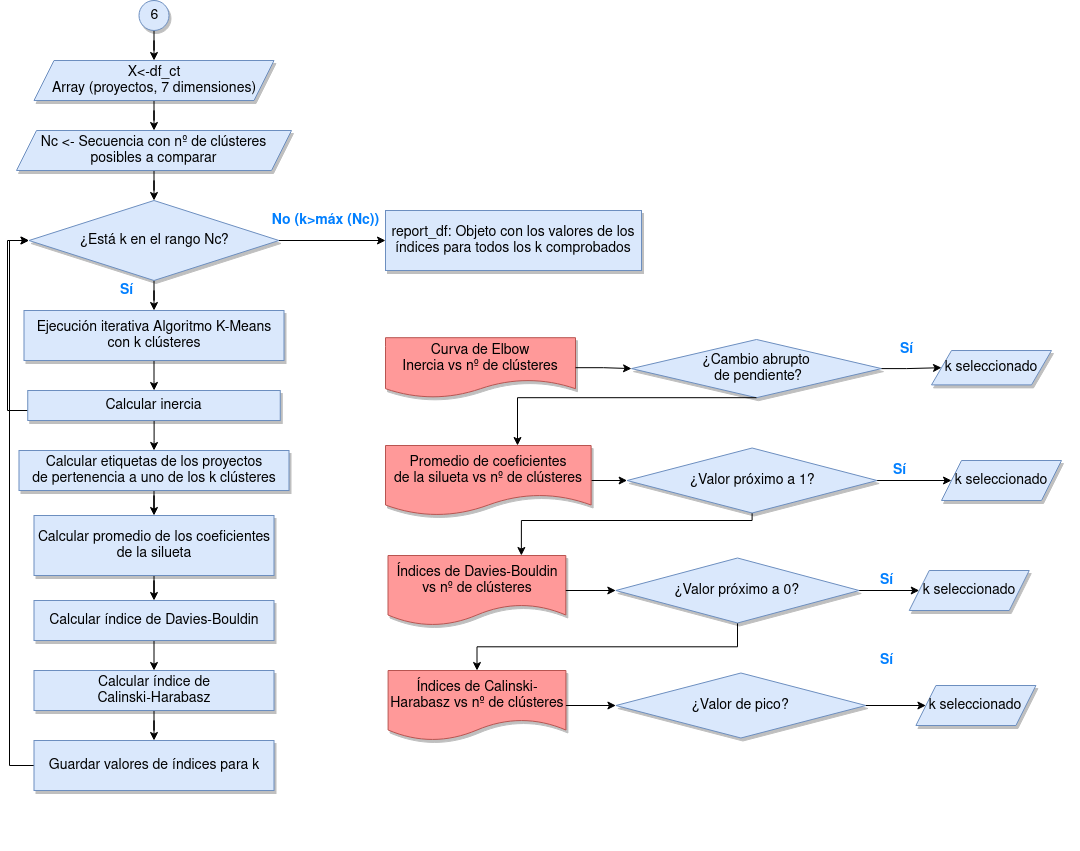 6
X<-df_ct
Array (proyectos, 7 dimensiones)
Nc <- Secuencia con nº de clústeres
posibles a comparar
¿Está k en el rango Nc?
No (k>máx (Nc))
report_df: Objeto con los valores de los
índices para todos los k comprobados
Sí
Ejecución iterativa Algoritmo K-Means
con k clústeres
Calcular inercia
Calcular etiquetas de los proyectos
de pertenencia a uno de los k clústeres
Calcular promedio de los coeficientes
de la silueta
Calcular índice de Davies-Bouldin
Calcular índice de
Calinski-Harabasz
Guardar valores de índices para k
Curva de Elbow
Inercia vs nº de clústeres
¿Cambio abrupto
de pendiente?
Sí
k seleccionado
Promedio de coeficientes
de la silueta vs nº de clústeres
¿Valor próximo a 1?
Sí
k seleccionado
Índices de Davies-Bouldin
vs nº de clústeres
¿Valor próximo a 0?
Sí
k seleccionado
Índices de Calinski-
Harabasz vs nº de clústeres
¿Valor de pico?
Sí
k seleccionado